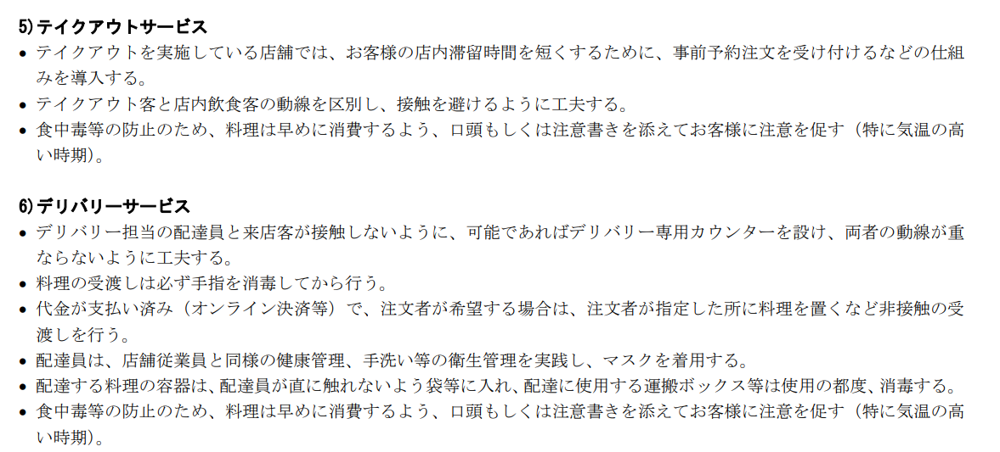 5)テイクアウトサービス
● テイクアウトを実施している店舗では、お客様の店内滞留時間を短くするために、事前予約注文を受け付けるなどの仕組
みを導入する。
● テイクアウト客と店内飲食客の動線を区別し、接触を避けるように工夫する。
● 食中毒等の防止のため、料理は早めに消費するよう、口頭もしくは注意書きを添えてお客様に注意を促す（特に気温の高
い時期）。
6)デリバリーサービス
● デリバリー担当の配達員と来店客が接触しないように、可能であればデリバリー専用カウンターを設け、両者の動線が重
ならないように工夫する。
● 料理の受渡しは必ず手指を消毒してから行う。
● 代金が支払い済み（オンライン決済等）で、注文者が希望する場合は、注文者が指定した所に料理を置くなど非接触の受
渡しを行う。
● 配達員は、店舗従業員と同様の健康管理、手洗い等の衛生管理を実践し、マスクを着用する。
● 配達する料理の容器は、配達員が直に触れないよう袋等に入れ、配達に使用する運搬ボックス等は使用の都度、消毒する。
● 食中毒等の防止のため、料理は早めに消費するよう、口頭もしくは注意書きを添えてお客様に注意を促す（特に気温の高
い時期）。